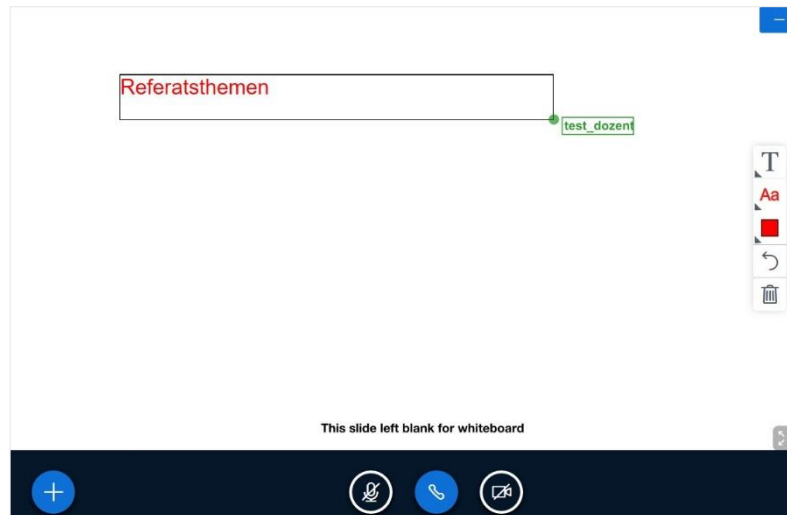 Referatsthemen
test_dozent
T
Aa
This slide left blank for whiteboard